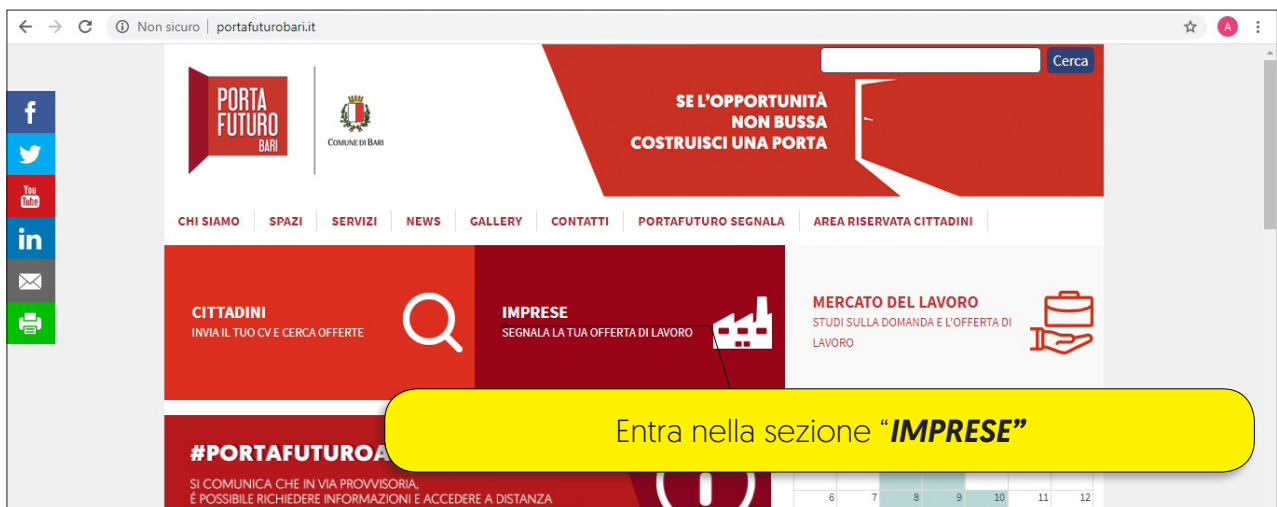 Non sicuro | portafuturobari.it
A
Cerca
PORTA
FUTURO
BARI
COMUNE DI BARI
SE L'OPPORTUNITÀ
NON BUSSA
COSTRUISCI UNA PORTA
f
You
Tube
in
CHI SIAMO
SPAZI
SERVIZI
NEWS
GALLERY
CONTATTI
PORTAFUTURO SEGNALA
AREA RISERVATA CITTADINI
CITTADINI
INVIA IL TUO CV E CERCA OFFERTE
IMPRESE
SEGNALA LA TUA OFFERTA DI LAVORO
MERCATO DEL LAVORO
STUDI SULLA DOMANDA E L'OFFERTA DI
LAVORO
Entra nella sezione “IMPRESE”
#PORTAFUTUROA
SI COMUNICA CHE IN VIA PROVVISORIA,
É POSSIBILE RICHIEDERE INFORMAZIONI E ACCEDERE A DISTANZA
6 7 8 9 10 11 12